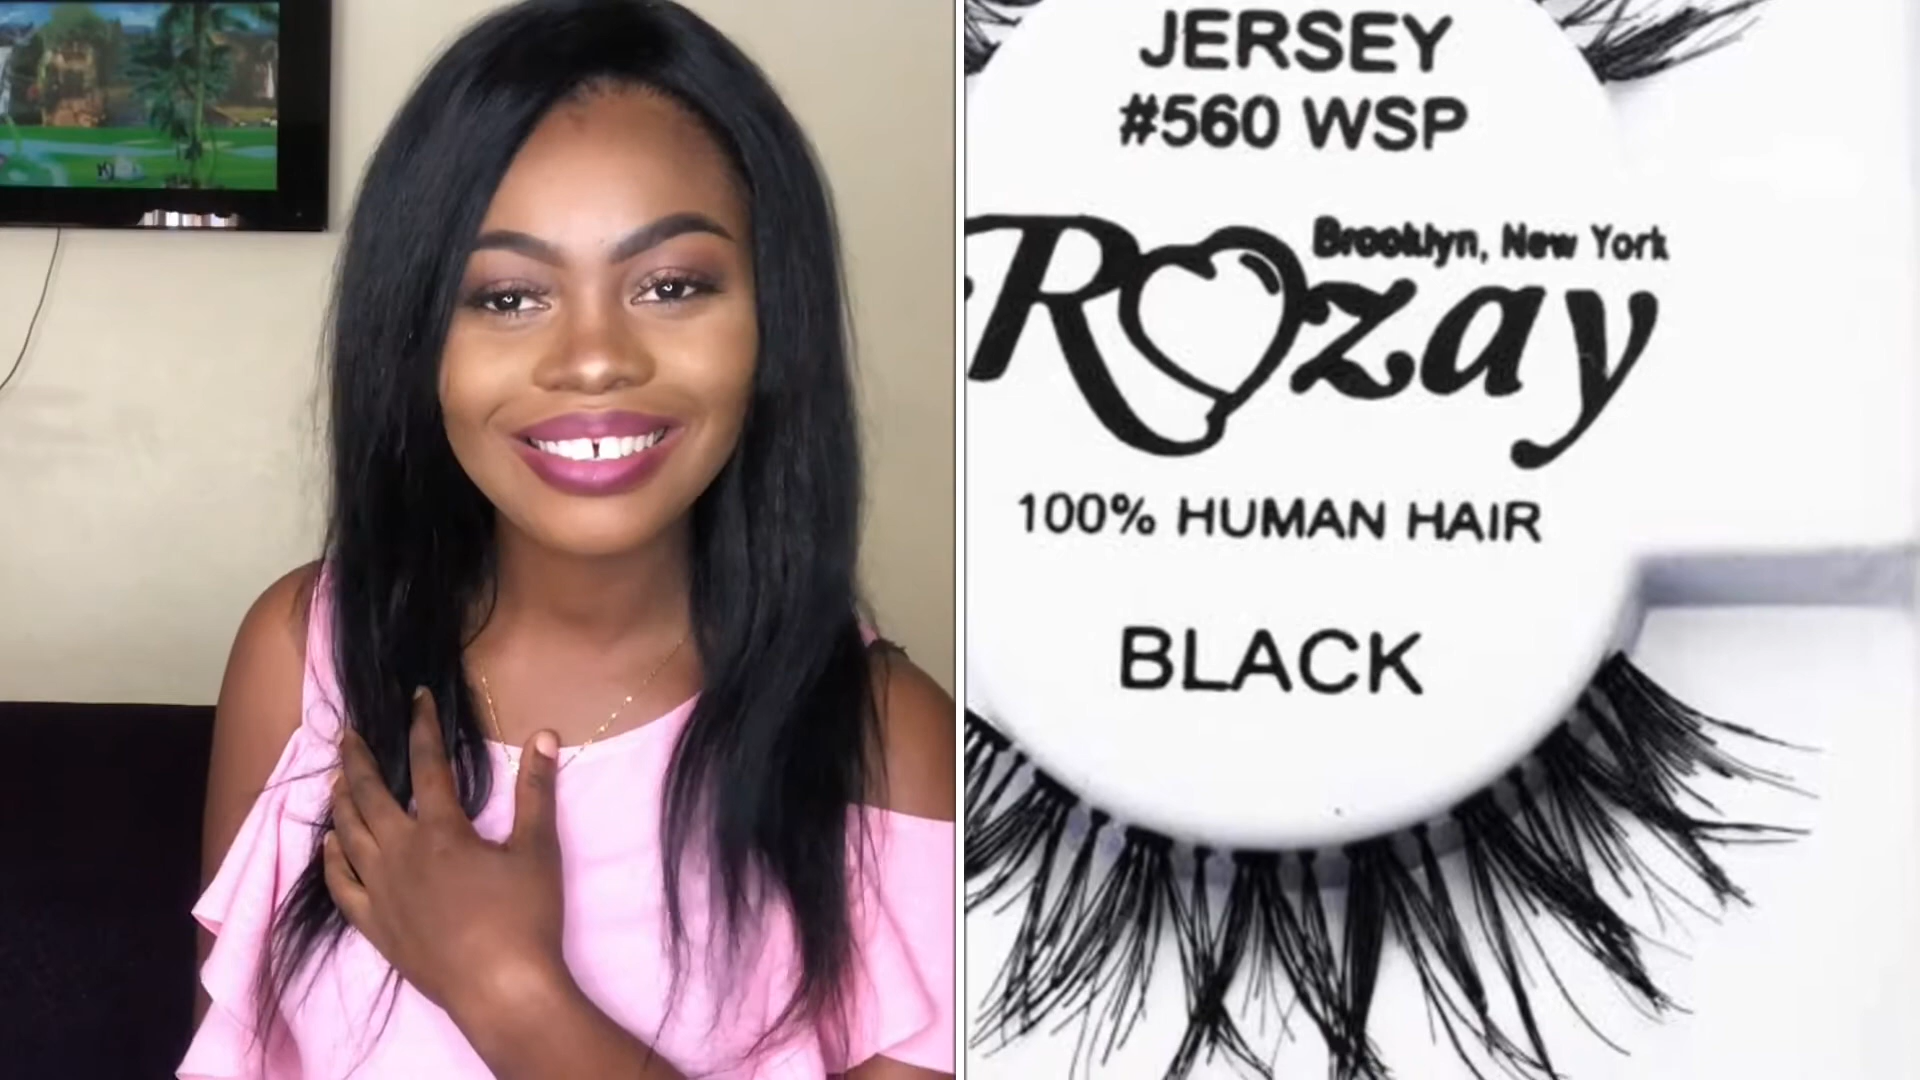 JERSEY
#560 WSP
Brooklyn, New York
Rozay
100% HUMAN HAIR
BLACK